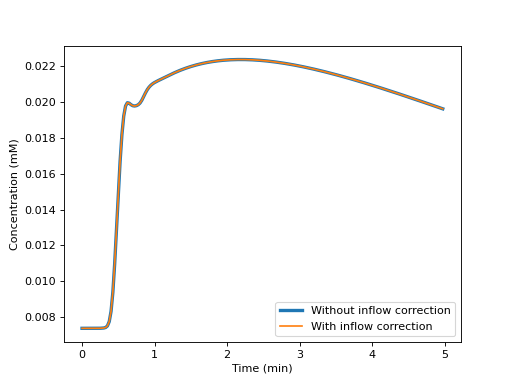 0.022
0.020
0.018
0.016
0.014
0.012
0.010
0.008
Concentration (mM)
Without inflow correction
With inflow correction
0 1 2 3 4 5
Time (min)